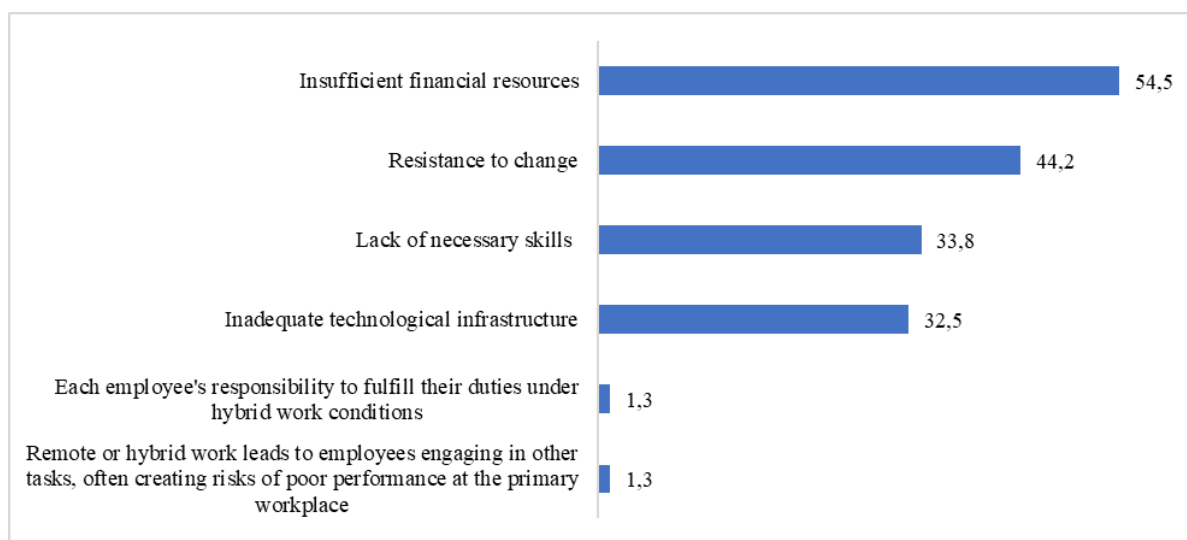 Insufficient financial resources 54,5
Resistance to change 44,2
Lack of necessary skills 33,8
Inadequate technological infrastructure 32,5
Each employee's responsibility to fulfill their duties under
hybrid work conditions 1,3
Remote or hybrid work leads to employees engaging in other
tasks, often creating risks of poor performance at the primary 1,3
workplace